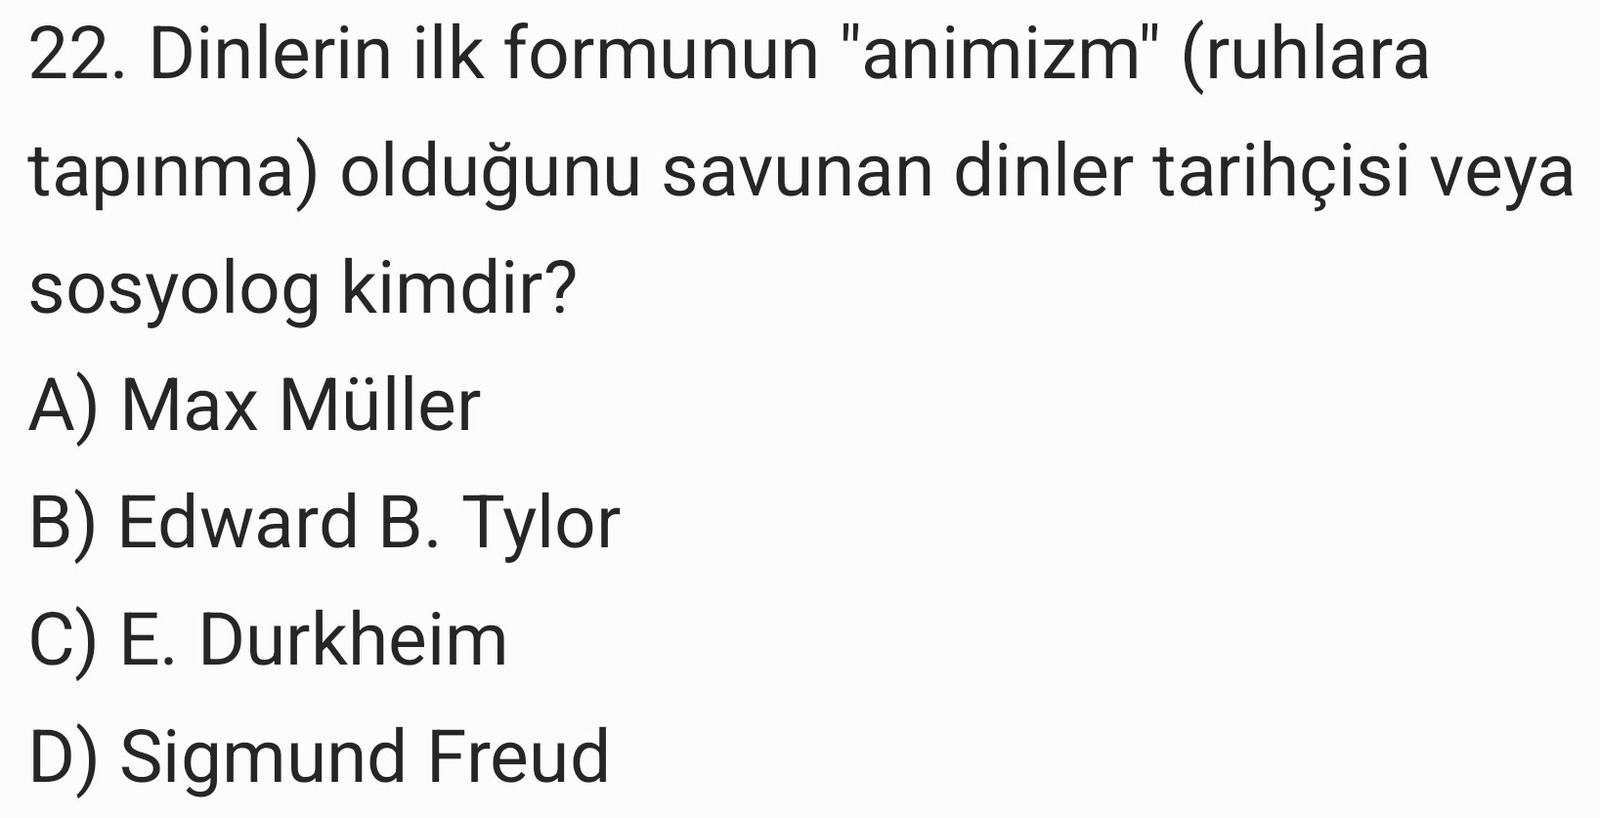 22. Dinlerin ilk formunun "animizm" (ruhlara
tapınma) olduğunu savunan dinler tarihçisi veya
sosyolog kimdir?
A) Max Müller
B) Edward B. Tylor
C) E. Durkheim
D) Sigmund Freud